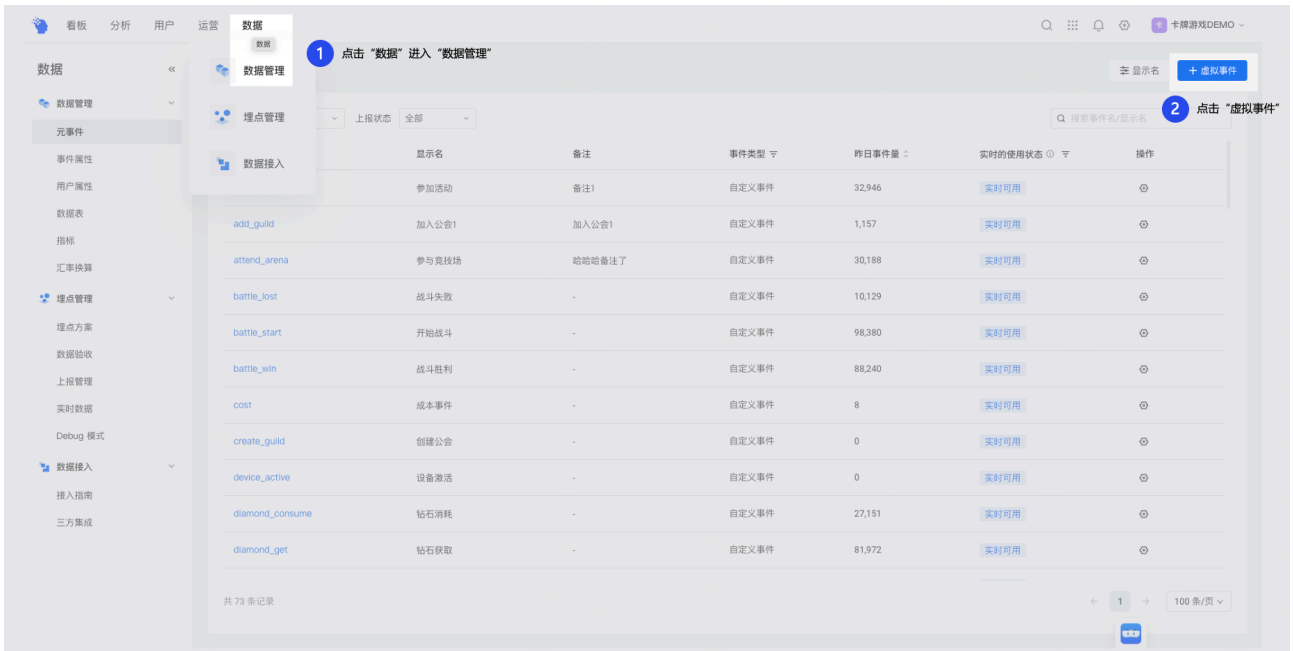 看板 分析 用户 运营 数据 卡牌游戏DEMO
数据
1 点击“数据”进入“数据管理”
数据 « 数据管理 显示名 + 虚拟事件
数据管理 2 点击“虚拟事件”
埋点管理 上报状态 全部 搜索事件名/显示名
元事件
数据接入 显示名 备注 事件类型 昨日事件量 实时的使用状态 操作
事件属性
用户属性 参加活动 备注1 自定义事件 32,946 实时可用
数据表
add_guild 加入公会1 加入公会1 自定义事件 1,157 实时可用
指标
attend_arena 参与竞技场 哈哈哈备注了 自定义事件 30,188 实时可用
汇率换算
埋点管理 battle_lost 战斗失败 - 自定义事件 10,129 实时可用
埋点方案 battle_start 开始战斗 - 自定义事件 98,380 实时可用
数据验收
battle_win 战斗胜利 - 自定义事件 88,240 实时可用
上报管理
实时数据 cost 成本事件 - 自定义事件 8 实时可用
Debug 模式 create_guild 创建公会 - 自定义事件 0 实时可用
数据接入
device_active 设备激活 - 自定义事件 0 实时可用
接入指南
三方集成 diamond_consume 钻石消耗 - 自定义事件 27,151 实时可用
diamond_get 钻石获取 - 自定义事件 81,972 实时可用
共 73 条记录 ← 1 → 100 条/页